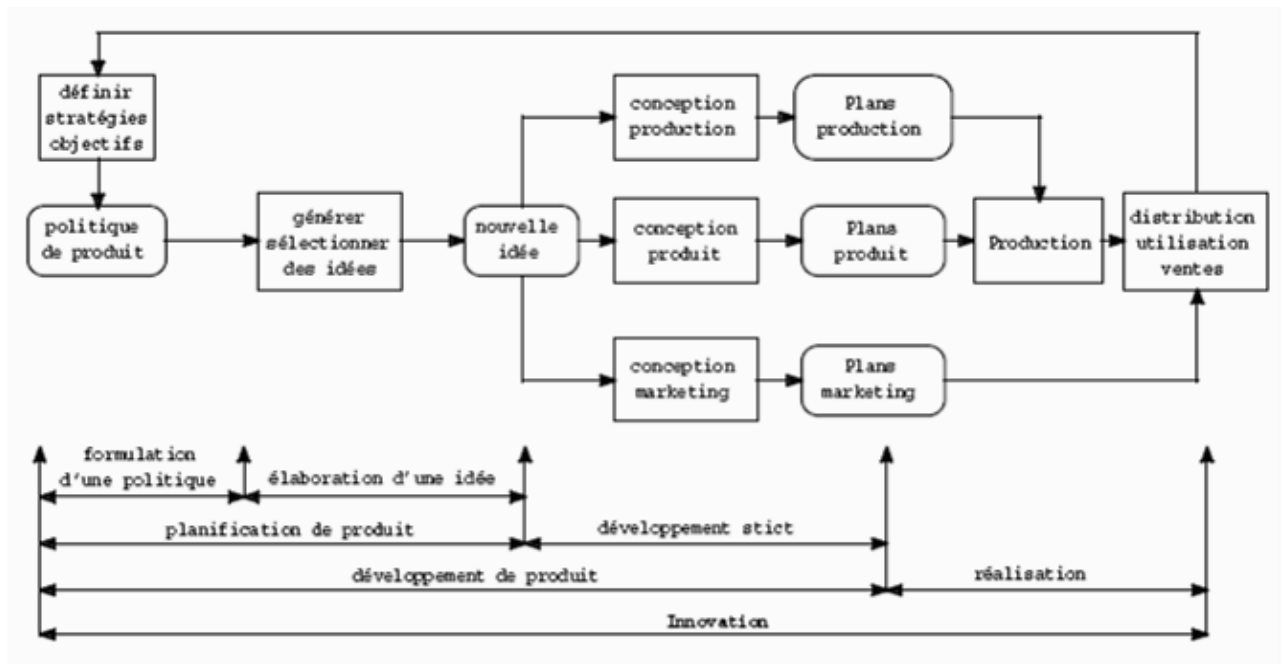 définir
stratégies
objectifs
politique
de produit
générer
sélectionner
des idées
nouvelle
idée
conception
production
Plans
production
conception
produit
Plans
produit
Production
distribution
utilisation
ventes
conception
marketing
Plans
marketing
formulation
d'une politique
élaboration d'une idée
planification de produit
développement stict
développement de produit
réalisation
Innovation